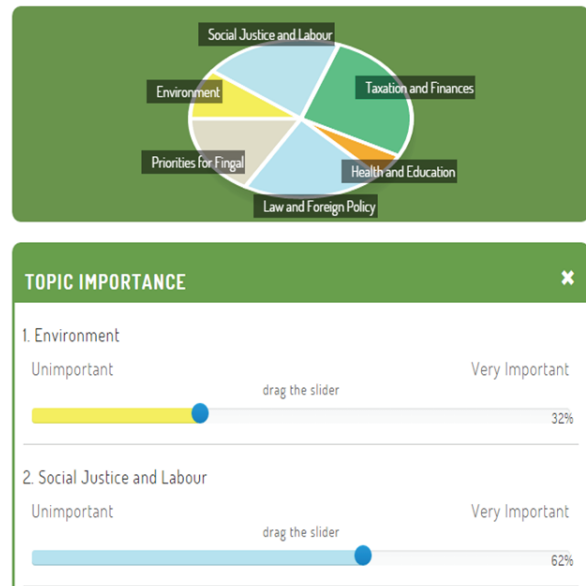 Social Justice and Labour
Environment
Taxation and Finances
Priorities for Fingal
Health and Education
Law and Foreign Policy
TOPIC IMPORTANCE
1. Environment
Unimportant
Very Important
drag the slider
32%
2. Social Justice and Labour
Unimportant
Very Important
drag the slider
62%